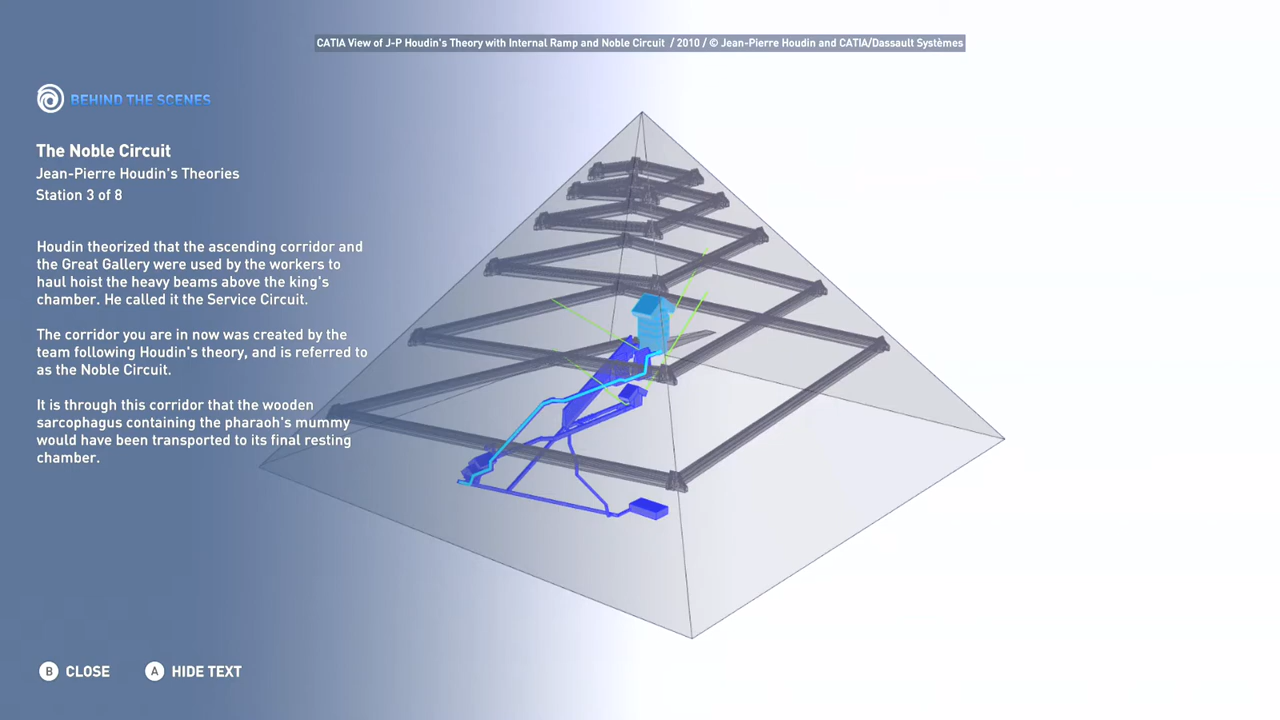 CATIA View of J-P Houdin's Theory with Internal Ramp and Noble Circuit / 2010 / © Jean-Pierre Houdin and CATIA/Dassault Systèmes
BEHIND THE SCENES
The Noble Circuit
Jean-Pierre Houdin's Theories
Station 3 of 8
Houdin theorized that the ascending corridor and
the Great Gallery were used by the workers to
haul hoist the heavy beams above the king's
chamber. He called it the Service Circuit.
The corridor you are in now was created by the
team following Houdin's theory, and is referred to
as the Noble Circuit.
It is through this corridor that the wooden
sarcophagus containing the pharaoh's mummy
would have been transported to its final resting
chamber.
B CLOSE A HIDE TEXT